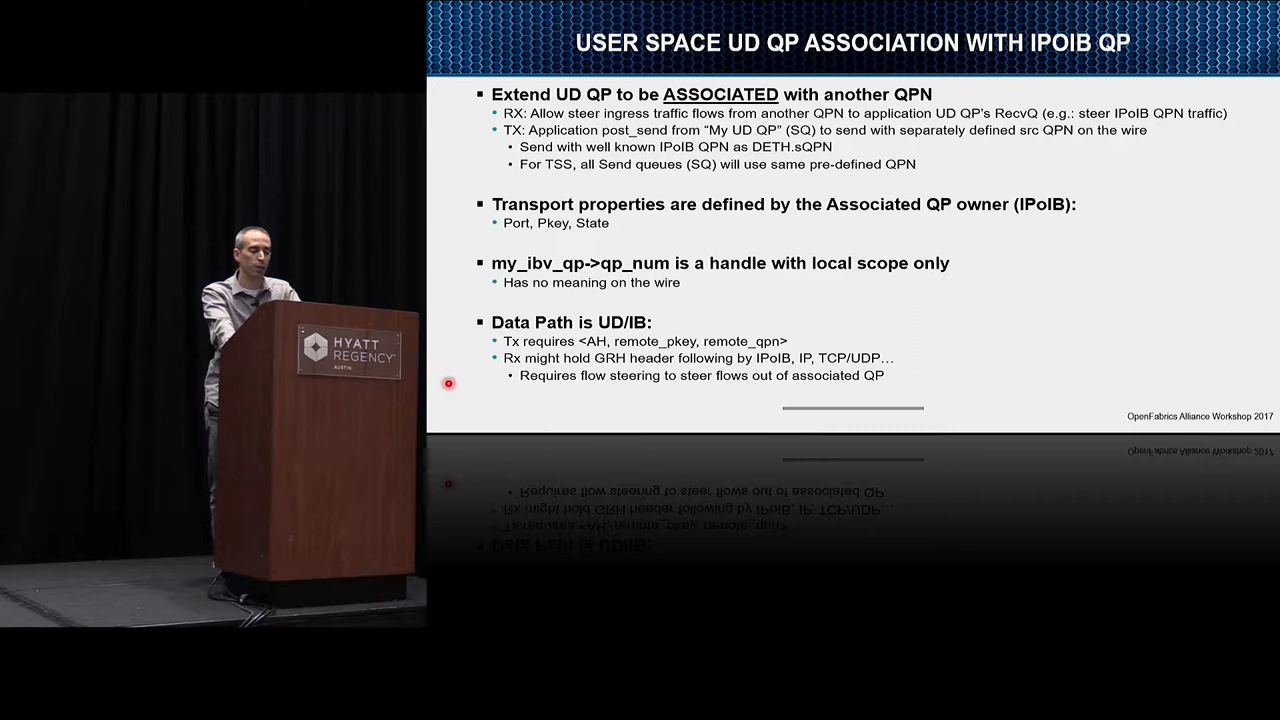 USER SPACE UD QP ASSOCIATION WITH IPOIB QP
▪ Extend UD QP to be ASSOCIATED with another QPN
• RX: Allow steer ingress traffic flows from another QPN to application UD QP's RecvQ (e.g.: steer IPoIB QPN traffic)
• TX: Application post_send from “My UD QP” (SQ) to send with separately defined src QPN on the wire
• Send with well known IPoIB QPN as DETH.sQPN
• For TSS, all Send queues (SQ) will use same pre-defined QPN
▪ Transport properties are defined by the Associated QP owner (IPoIB):
• Port, Pkey, State
▪ my_ibv_qp->qp_num is a handle with local scope only
• Has no meaning on the wire
▪ Data Path is UD/IB:
• Tx requires <AH, remote_pkey, remote_qpn>
• Rx might hold GRH header following by IPoIB, IP, TCP/UDP…
• Requires flow steering to steer flows out of associated QP
OpenFabrics Alliance Workshop 2017
HYATT
REGENCY
AUSTIN